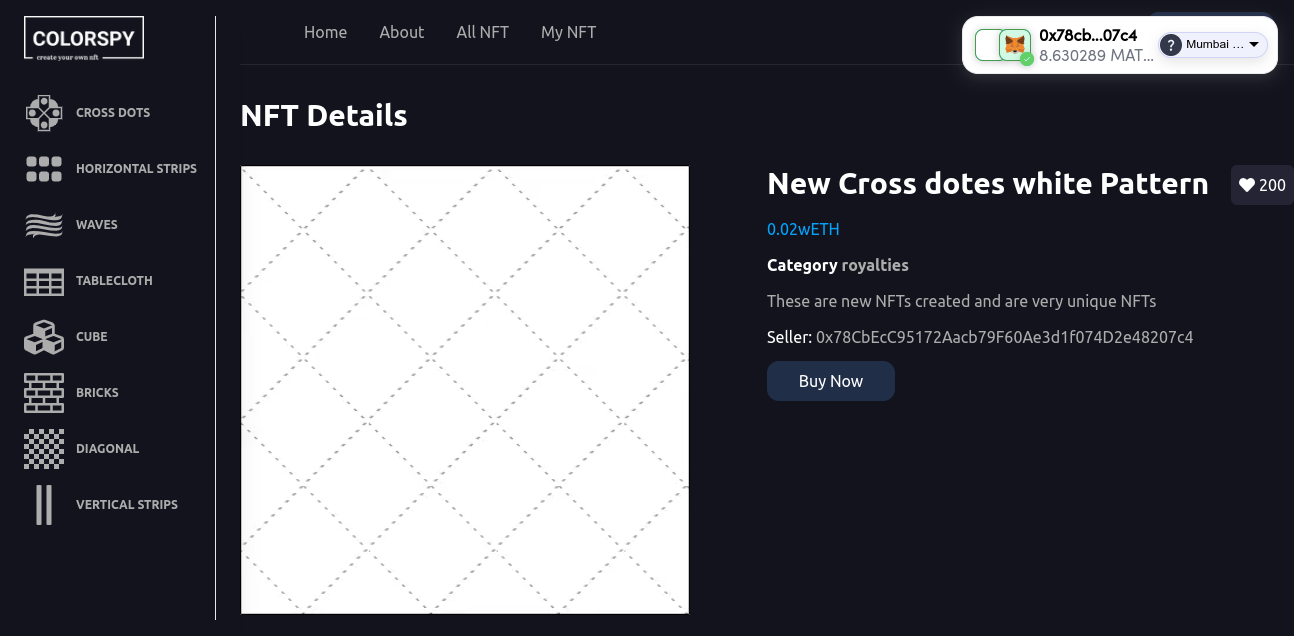 COLORSPY
create your own nft
Home About All NFT My NFT
0x78cb...07c4
8.630289 MAT...
? Mumbai ...
CROSS DOTS
HORIZONTAL STRIPS
WAVES
TABLECLOTH
CUBE
BRICKS
DIAGONAL
VERTICAL STRIPS
NFT Details
New Cross dotes white Pattern
200
0.02wETH
Category royalties
These are new NFTs created and are very unique NFTs
Seller: 0x78CbEcC95172Aacb79F60Ae3d1f074D2e48207c4
Buy Now